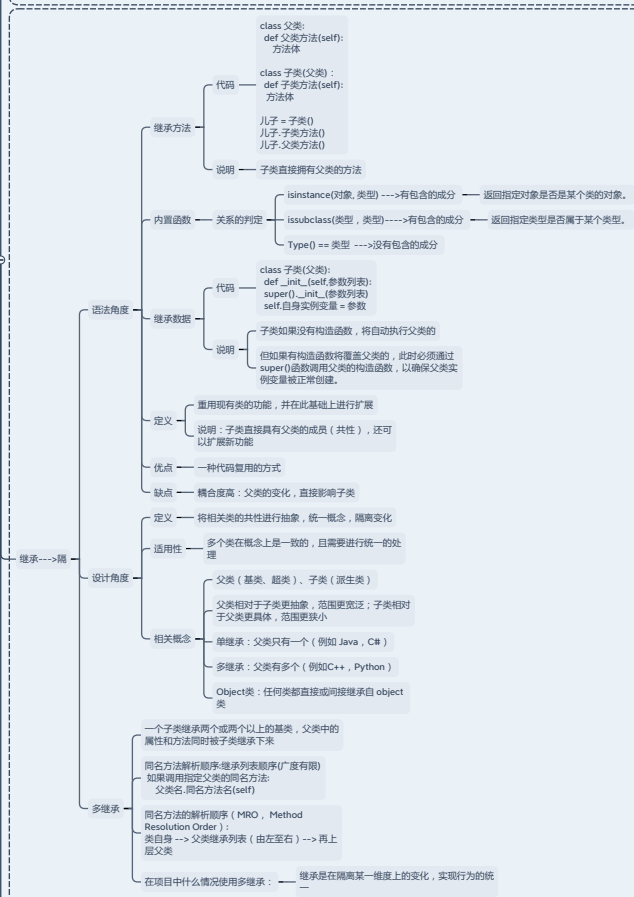 继承--->隔
语法角度
继承方法
代码
class 父类:
def 父类方法(self):
方法体
class 子类(父类)：
def 子类方法(self):
方法体
儿子 = 子类()
儿子.子类方法()
儿子.父类方法()
说明
子类直接拥有父类的方法
内置函数
关系的判定
isinstance(对象, 类型) --->有包含的成分
返回指定对象是否是某个类的对象。
issubclass(类型，类型)---->有包含的成分
返回指定类型是否属于某个类型。
Type() == 类型 --->没有包含的成分
继承数据
代码
class 子类(父类):
def __init__(self,参数列表):
super().__init__(参数列表)
self.自身实例变量 = 参数
说明
子类如果没有构造函数，将自动执行父类的
但如果有构造函数将覆盖父类的，此时必须通过
super()函数调用父类的构造函数，以确保父类实
例变量被正常创建。
定义
重用现有类的功能，并在此基础上进行扩展
说明：子类直接具有父类的成员（共性），还可
以扩展新功能
优点
一种代码复用的方式
缺点
耦合度高：父类的变化，直接影响子类
设计角度
定义
将相关类的共性进行抽象，统一概念，隔离变化
适用性
多个类在概念上是一致的，且需要进行统一的处
理
相关概念
父类（基类、超类）、子类（派生类）
父类相对于子类更抽象，范围更宽泛；子类相对
于父类更具体，范围更狭小
单继承：父类只有一个（例如 Java，C#）
多继承：父类有多个（例如C++，Python）
Object类：任何类都直接或间接继承自 object
类
多继承
一个子类继承两个或两个以上的基类，父类中的
属性和方法同时被子类继承下来
同名方法解析顺序:继承列表顺序(广度有限)
如果调用指定父类的同名方法:
父类名.同名方法名(self)
同名方法的解析顺序（MRO， Method
Resolution Order）:
类自身 --> 父类继承列表（由左至右）--> 再上
层父类
在项目中什么情况使用多继承：
继承是在隔离某一维度上的变化，实现行为的统
一